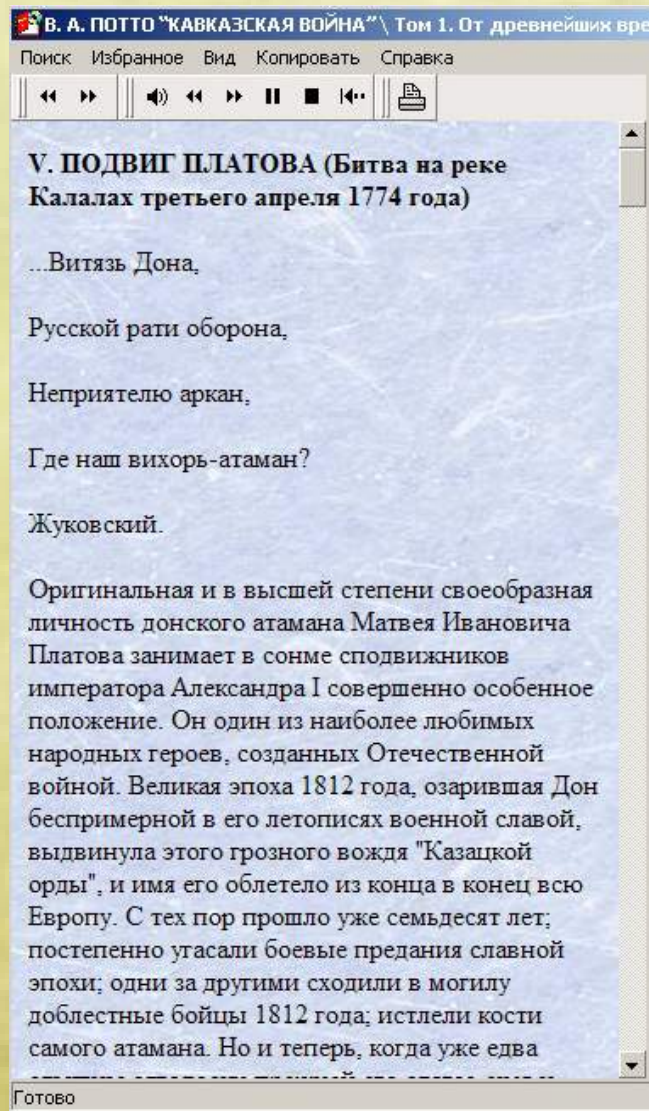 В. А. ПОТТО "КАВКАЗСКАЯ ВОЙНА" \ Том 1. От древнейших вре
Поиск Избранное Вид Копировать Справка
V. ПОДВИГ ПЛАТОВА (Битва на реке
Калалах третьего апреля 1774 года)
...Витязь Дона,
Русской рати оборона,
Неприятелю аркан,
Где наш вихорь-атаман?
Жуковский.
Оригинальная и в высшей степени своеобразная
личность донского атамана Матвея Ивановича
Платова занимает в сонме сподвижников
императора Александра I совершенно особенное
положение. Он один из наиболее любимых
народных героев, созданных Отечественной
войной. Великая эпоха 1812 года, озарившая Дон
беспримерной в его летописях военной славой,
выдвинула этого грозного вождя "Казацкой
орды", и имя его облетело из конца в конец всю
Европу. С тех пор прошло уже семьдесят лет;
постепенно угасали боевые предания славной
эпохи; одни за другими сходили в могилу
доблестные бойцы 1812 года; истлели кости
самого атамана. Но и теперь, когда уже едва
Готово